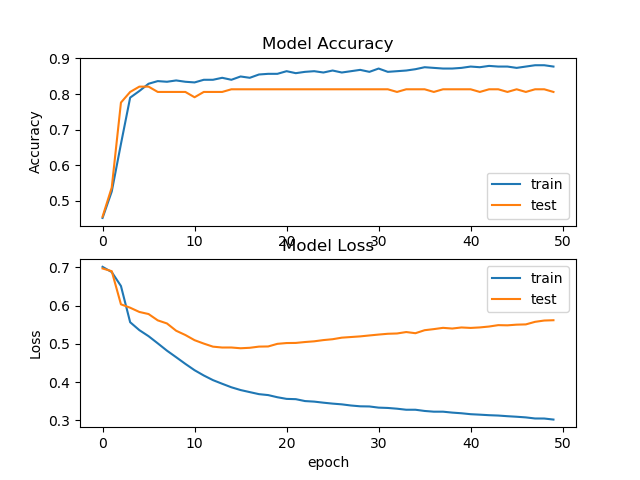 Model Accuracy
0.9
0.8
0.7
0.6
0.5
Accuracy
train
test
0 10 20 30 40 50
Model Loss
0.7
0.6
0.5
0.4
0.3
Loss
train
test
0 10 20 30 40 50
epoch